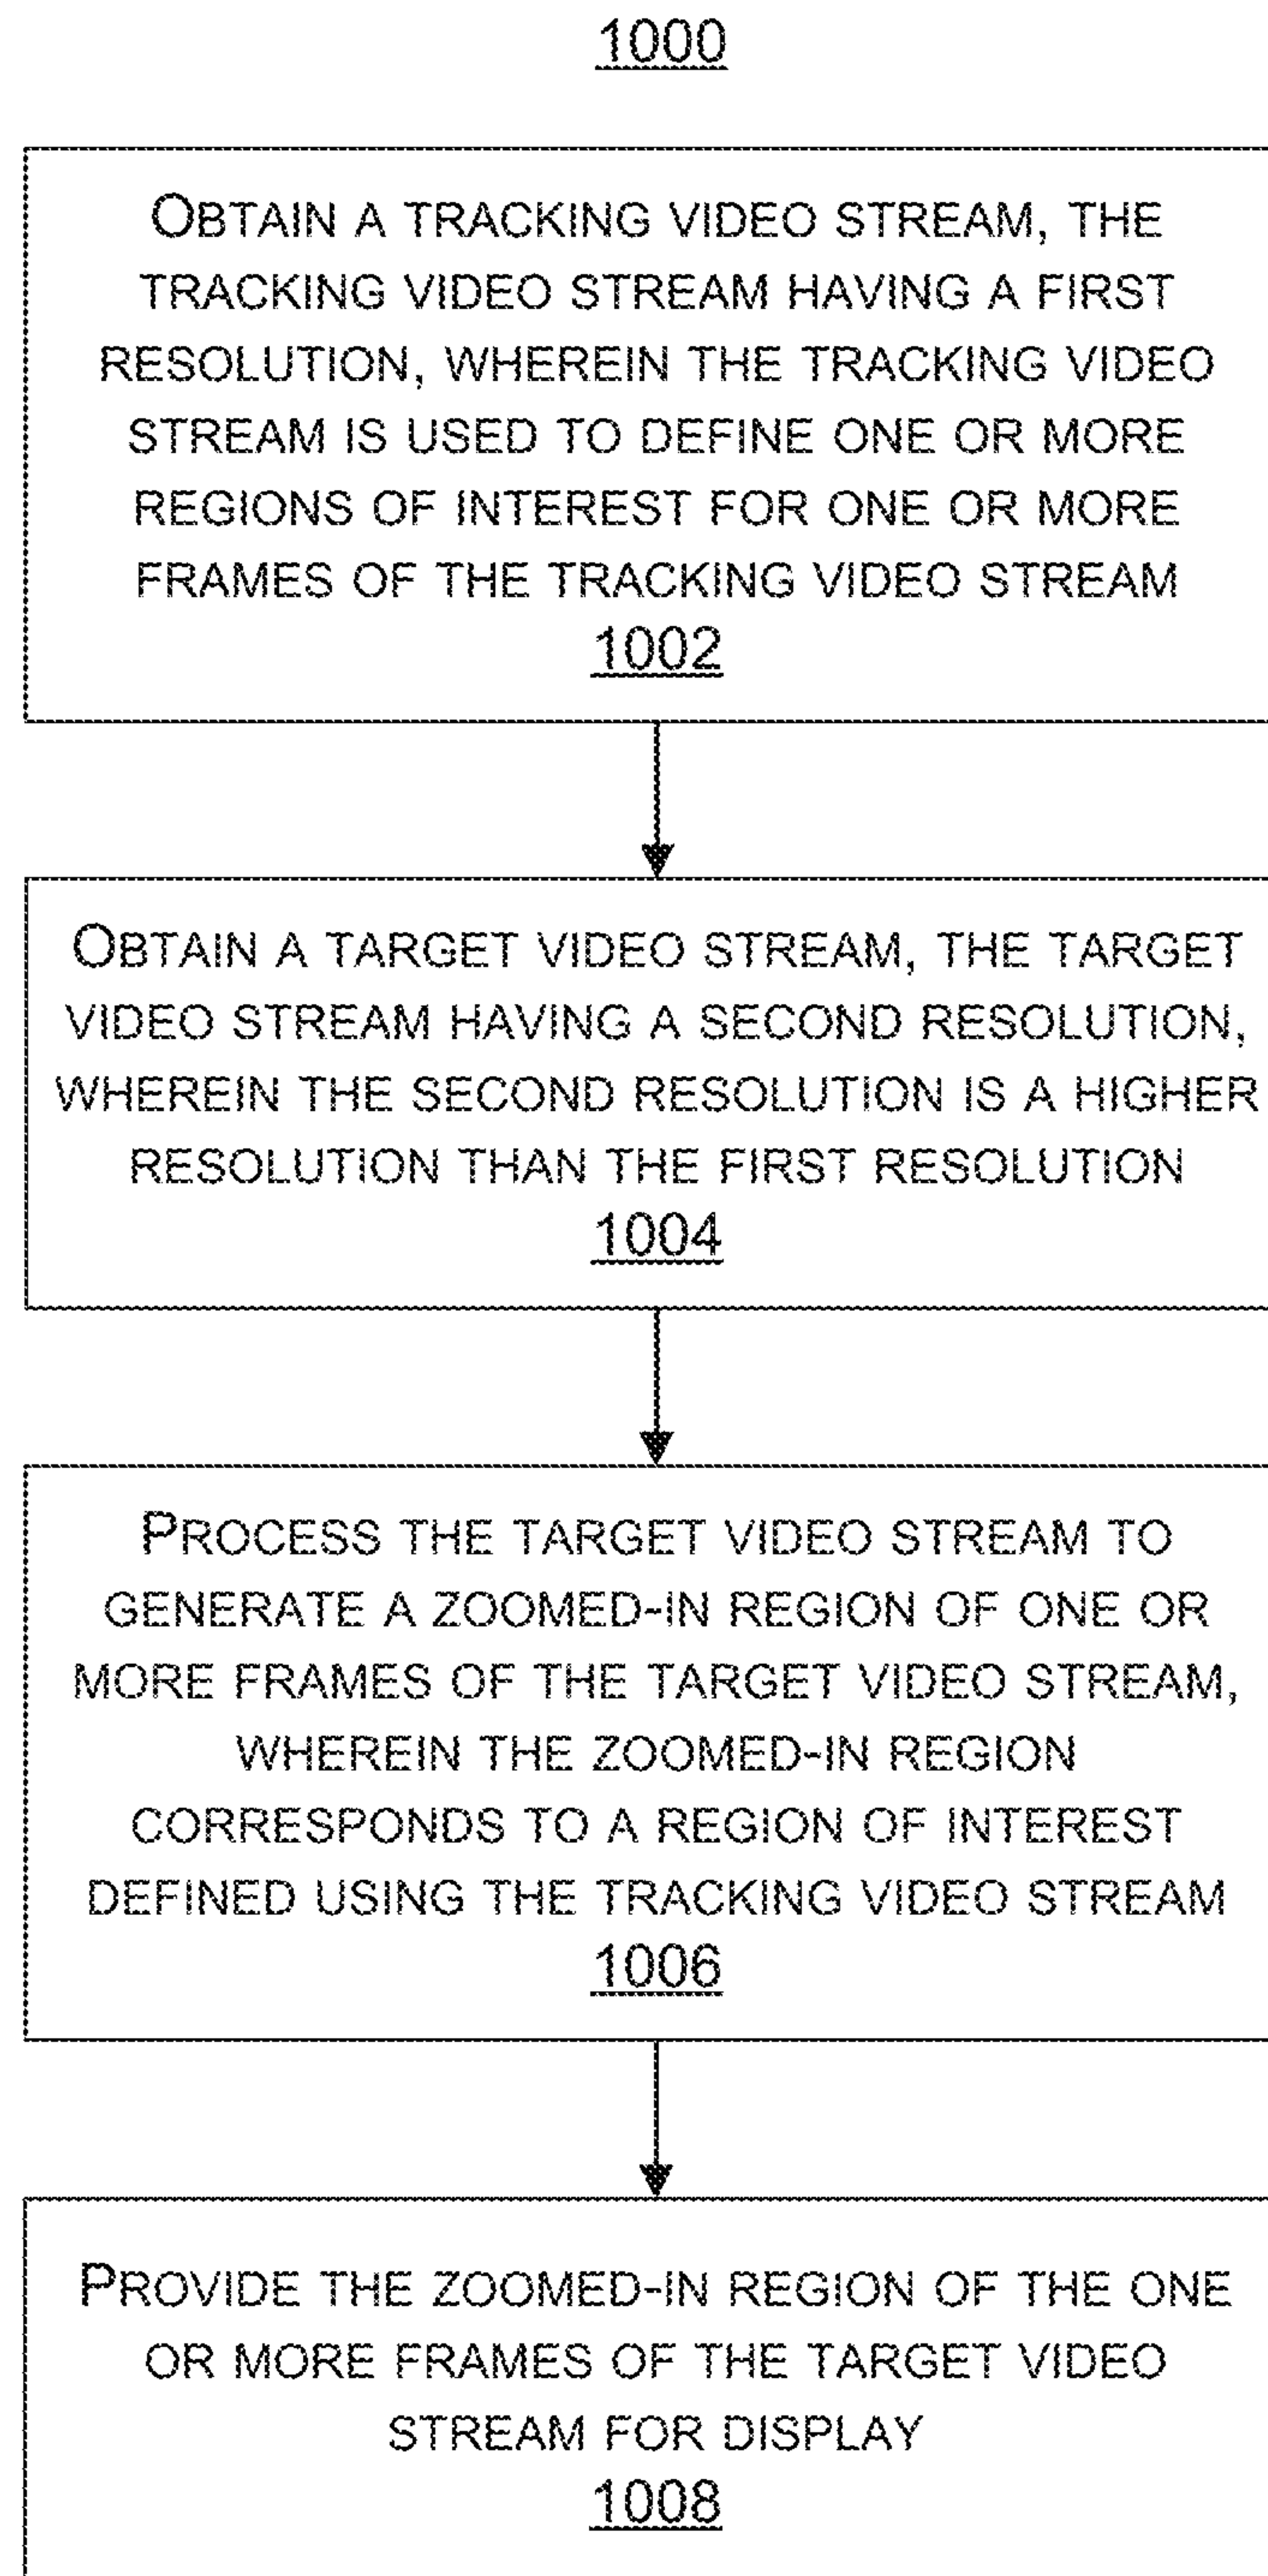 1000
OBTAIN A TRACKING VIDEO STREAM, THE
TRACKING VIDEO STREAM HAVING A FIRST
RESOLUTION, WHEREIN THE TRACKING VIDEO
STREAM IS USED TO DEFINE ONE OR MORE
REGIONS OF INTEREST FOR ONE OR MORE
FRAMES OF THE TRACKING VIDEO STREAM
1002
OBTAIN A TARGET VIDEO STREAM, THE TARGET
VIDEO STREAM HAVING A SECOND RESOLUTION,
WHEREIN THE SECOND RESOLUTION IS A HIGHER
RESOLUTION THAN THE FIRST RESOLUTION
1004
PROCESS THE TARGET VIDEO STREAM TO
GENERATE A ZOOMED-IN REGION OF ONE OR
MORE FRAMES OF THE TARGET VIDEO STREAM,
WHEREIN THE ZOOMED-IN REGION
CORRESPONDS TO A REGION OF INTEREST
DEFINED USING THE TRACKING VIDEO STREAM
1006
PROVIDE THE ZOOMED-IN REGION OF THE ONE
OR MORE FRAMES OF THE TARGET VIDEO
STREAM FOR DISPLAY
1008